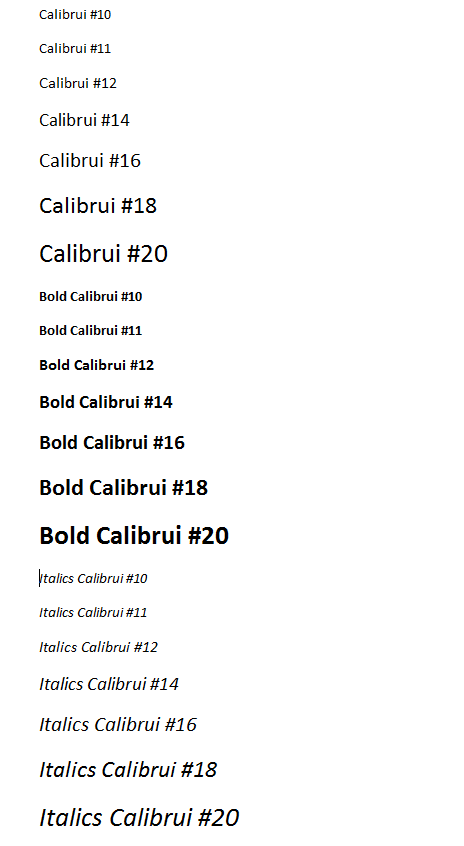 Calibrui #10
Calibrui #11
Calibrui #12
Calibrui #14
Calibrui #16
Calibrui #18
Calibrui #20
Bold Calibrui #10
Bold Calibrui #11
Bold Calibrui #12
Bold Calibrui #14
Bold Calibrui #16
Bold Calibrui #18
Bold Calibrui #20
Italics Calibrui #10
Italics Calibrui #11
Italics Calibrui #12
Italics Calibrui #14
Italics Calibrui #16
Italics Calibrui #18
Italics Calibrui #20